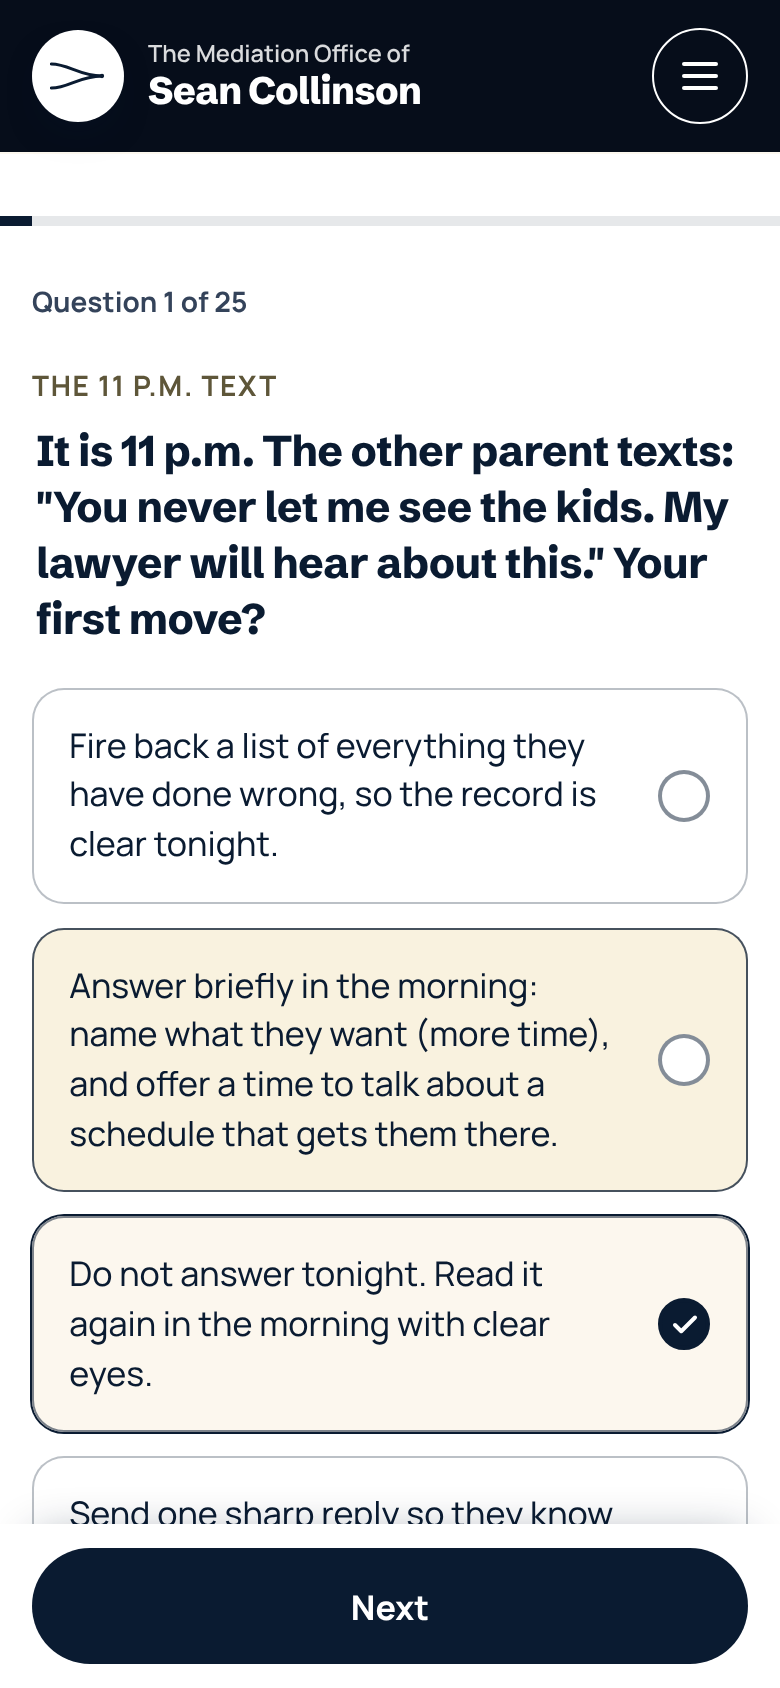 The Mediation Office of
Sean Collinson
Question 1 of 25
THE 11 P.M. TEXT
It is 11 p.m. The other parent texts:
"You never let me see the kids. My
lawyer will hear about this." Your
first move?
Fire back a list of everything they
have done wrong, so the record is
clear tonight.
Answer briefly in the morning:
name what they want (more time),
and offer a time to talk about a
schedule that gets them there.
Do not answer tonight. Read it
again in the morning with clear
eyes.
Send one sharp reply so they know
Next